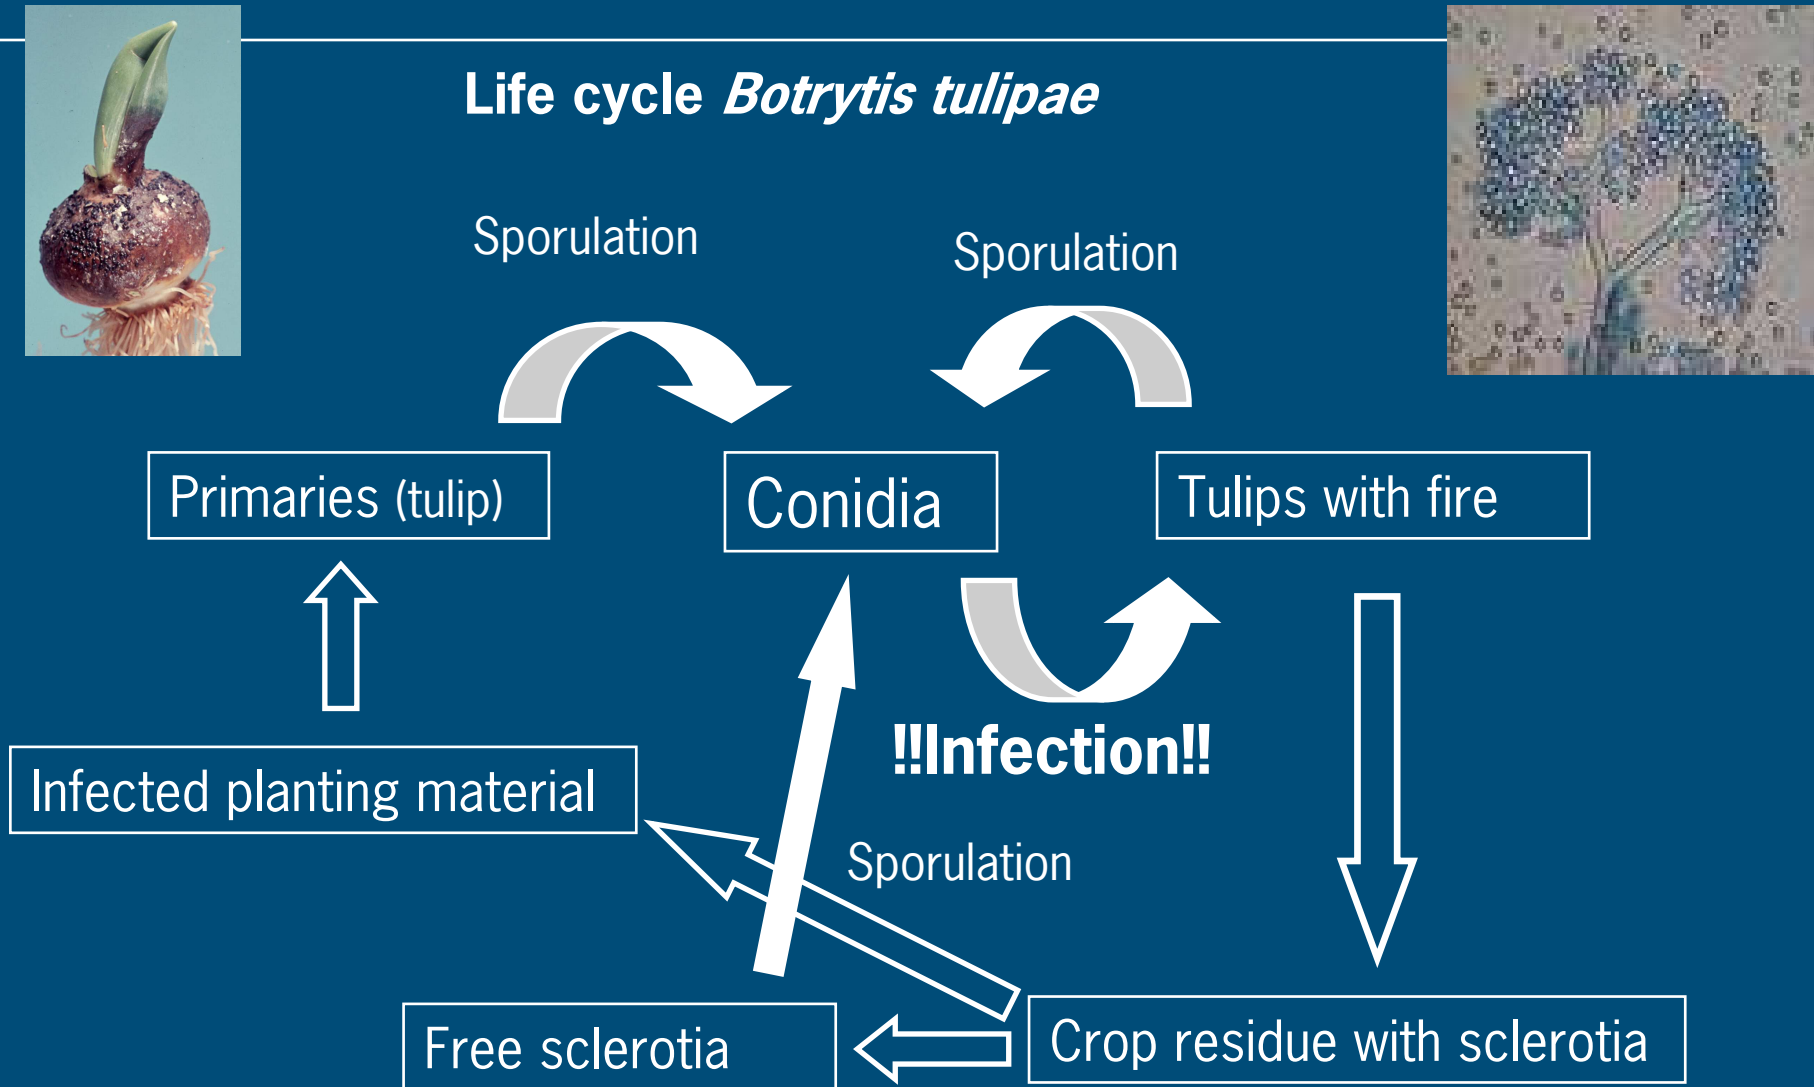 Life cycle Botrytis tulipae
Sporulation
Sporulation
Primaries (tulip)
Conidia
Tulips with fire
!!Infection!!
Infected planting material
Sporulation
Free sclerotia
Crop residue with sclerotia